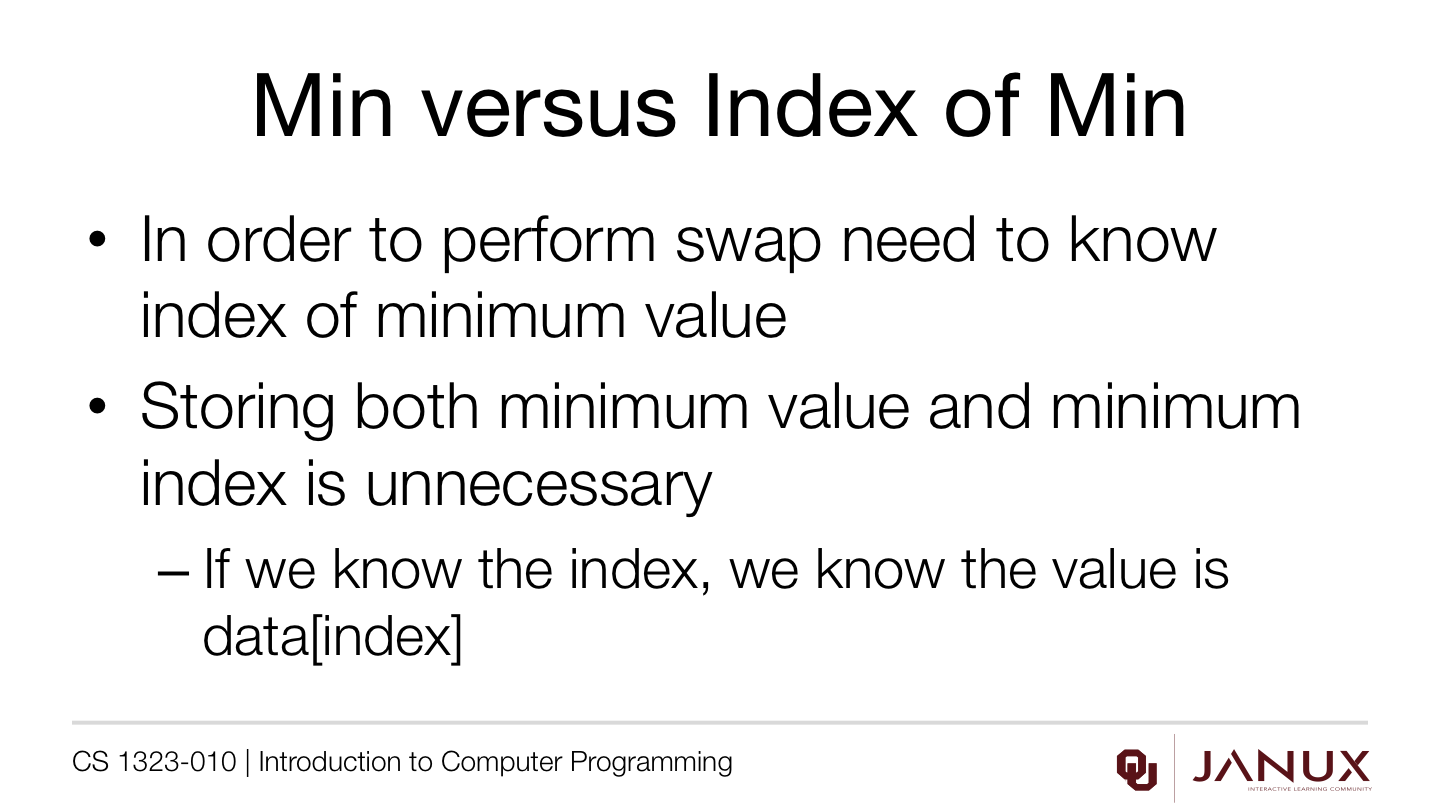 Min versus Index of Min
• In order to perform swap need to know
index of minimum value
• Storing both minimum value and minimum
index is unnecessary
– If we know the index, we know the value is
data[index]
CS 1323-010 | Introduction to Computer Programming
OU
JANUX
INTERACTIVE LEARNING COMMUNITY